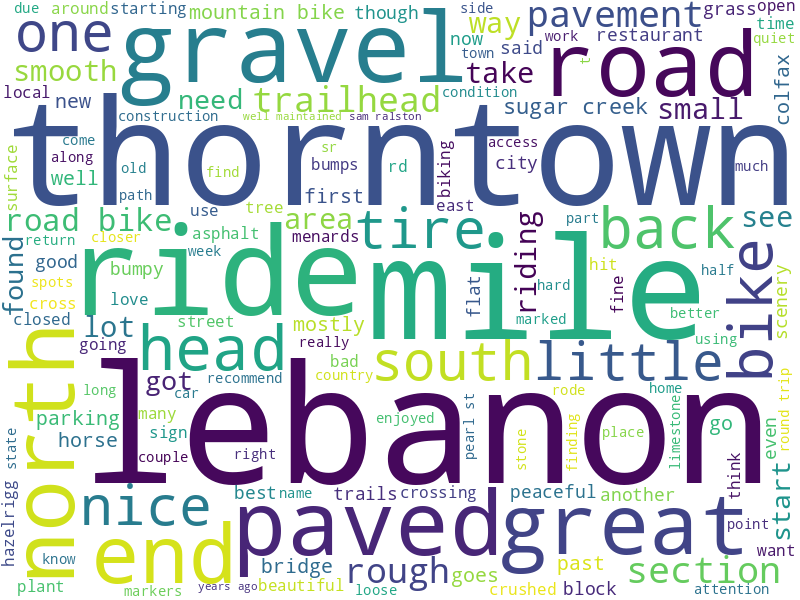 due around starting mountain bike though side way pavement grass open
one gravel now town said work restaurant time quiet
smooth take road t
local new need trailhead condition sugar creek small colfax
construction well maintained sam ralston
thorntown
surface come along well old path find sr bumps rd first biking access city east much
road bike use tree area tire back see
return closer asphalt menards riding part
found good bumpy week ride mile flat hard fine hit half scenery
spots cross love marked better using
closed lot street mostly bike
going head really bad south little
north got car recommend country rode home round trip
long many lebanon enjoyed place go even
parking sign pearl st stone finding limestone
horse couple right think
hazelrigg state nice best name trails crossing peaceful another start
end paved great point want
know bridge rough goes past section
plant markers years ago beautiful loose crushed block attention